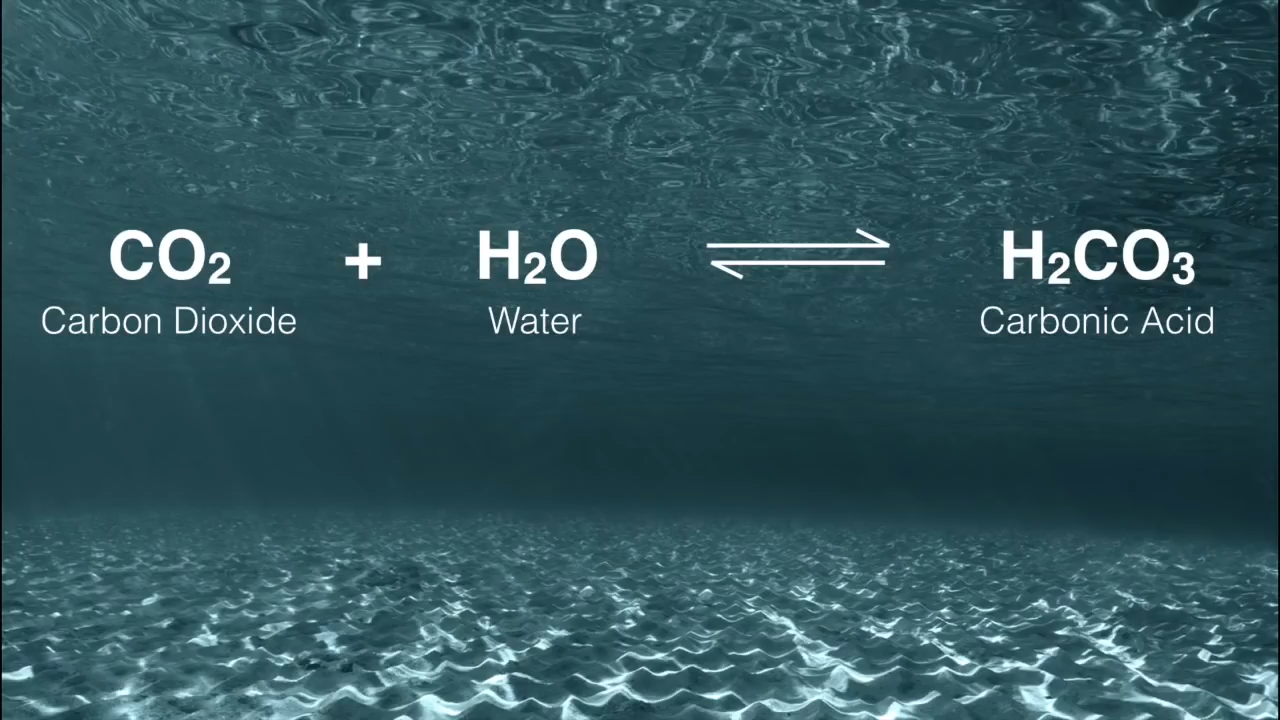 CO₂ + H₂O ⇌ H₂CO₃
Carbon Dioxide Water Carbonic Acid